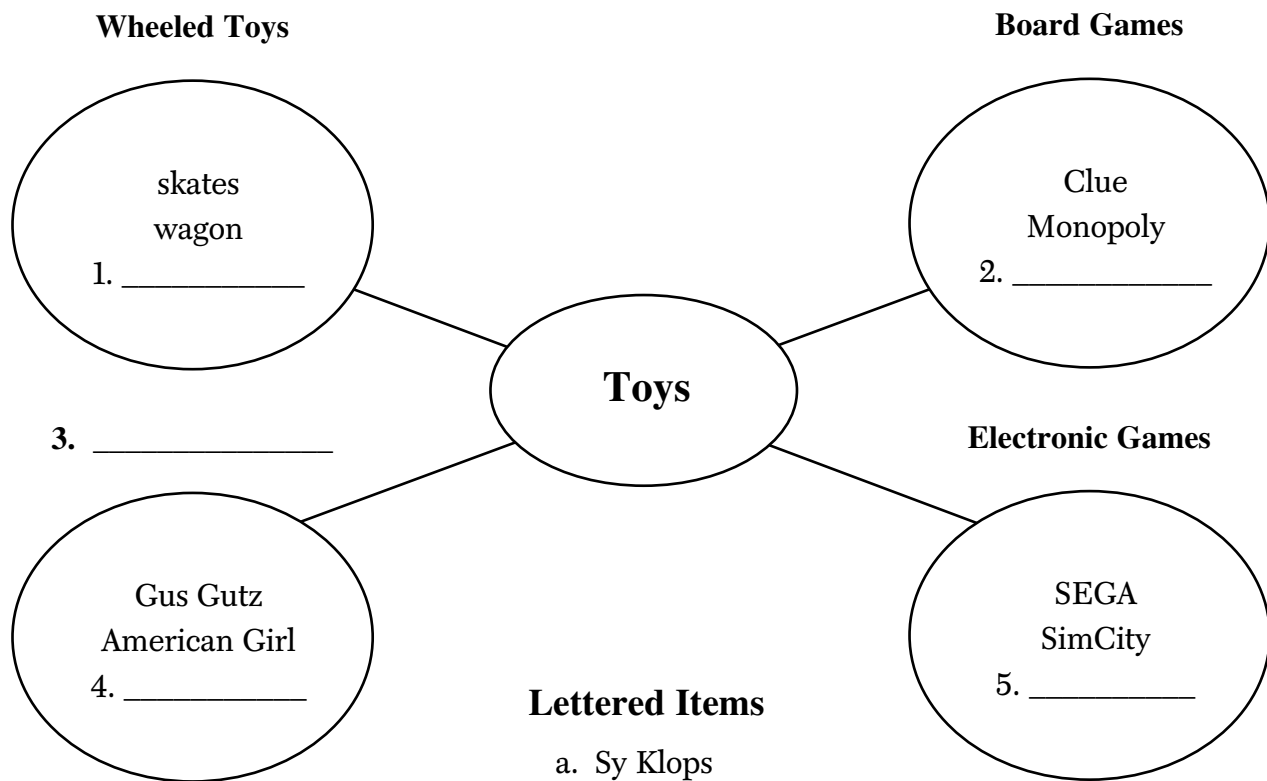 Wheeled Toys
Board Games
skates
wagon
1. ___________
Clue
Monopoly
2. ____________
Toys
3. ______________
Electronic Games
Gus Gutz
American Girl
4. ___________
SEGA
SimCity
5. __________
Lettered Items
a. Sy Klops